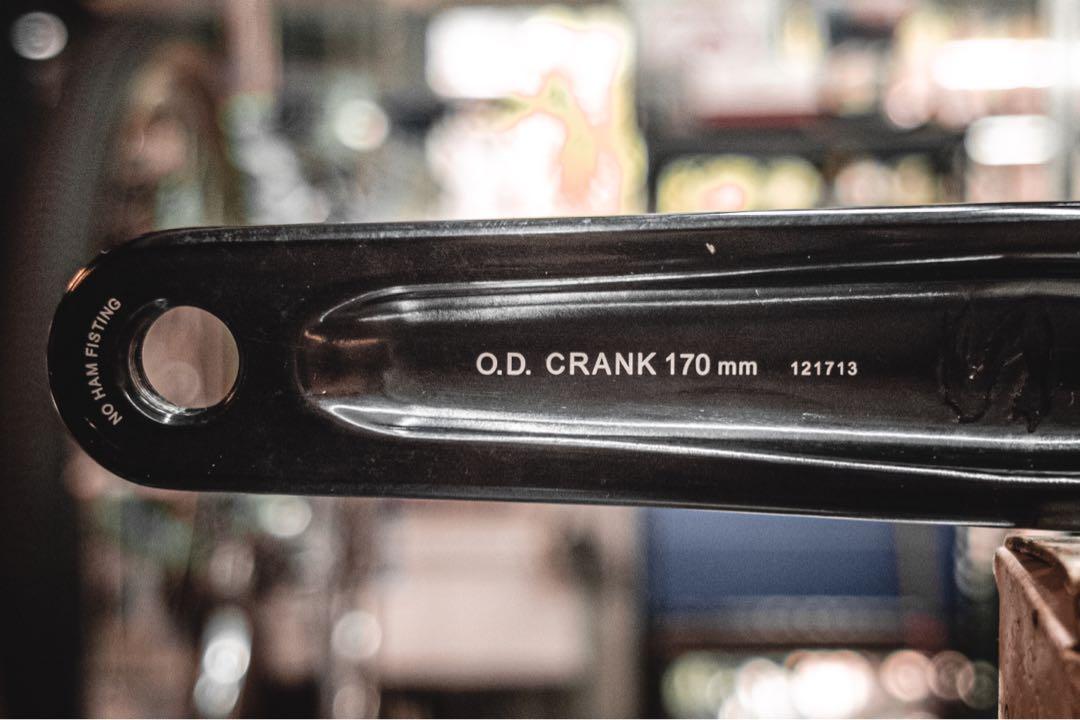 NO HAM FISTING
O.D. CRANK 170 mm 121713